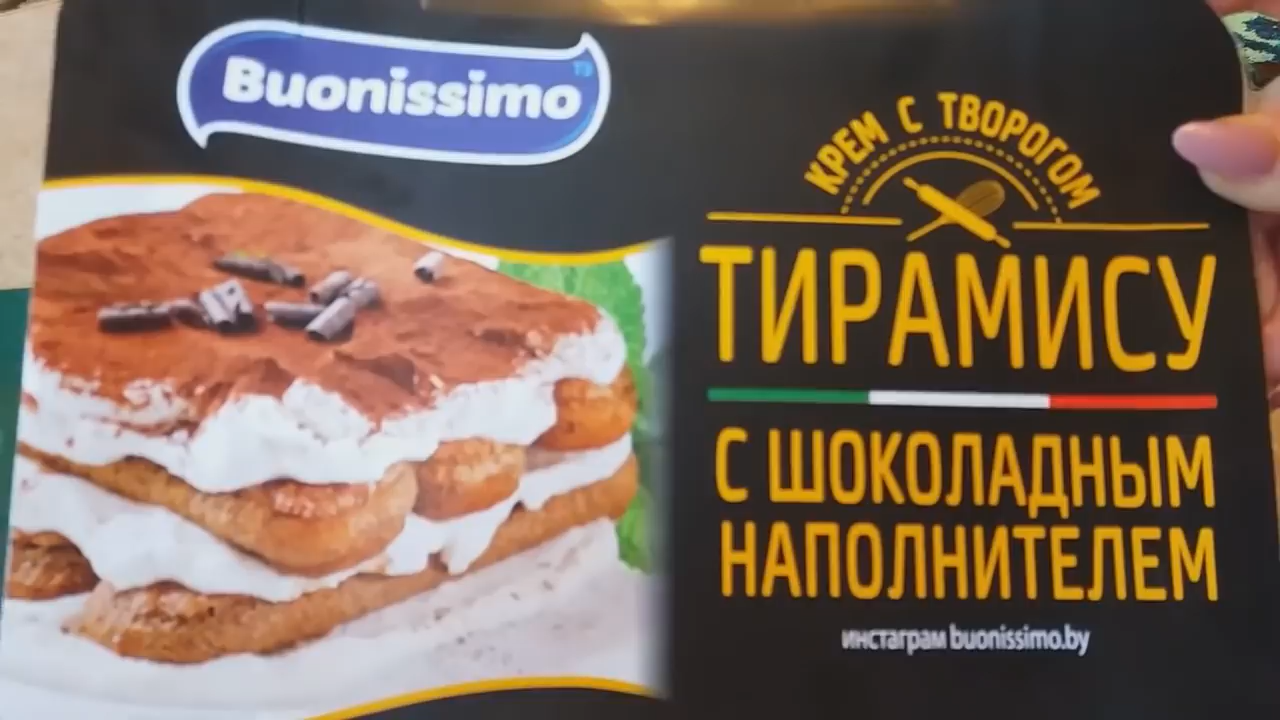 Buonissimo
КРЕМ С ТВОРОГОМ
ТИРАМИСУ
С ШОКОЛАДНЫМ
НАПОЛНИТЕЛЕМ
инстаграм buonissimo.by